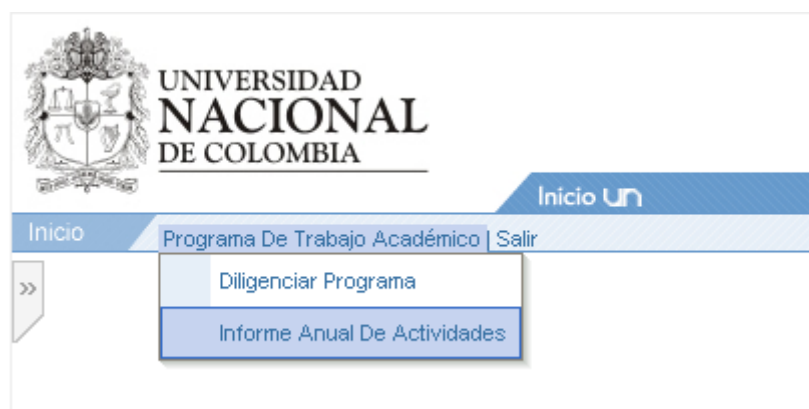 UNIVERSIDAD
NACIONAL
DE COLOMBIA
Inicio un
Inicio
Programa De Trabajo Académico | Salir
»
Diligenciar Programa
Informe Anual De Actividades